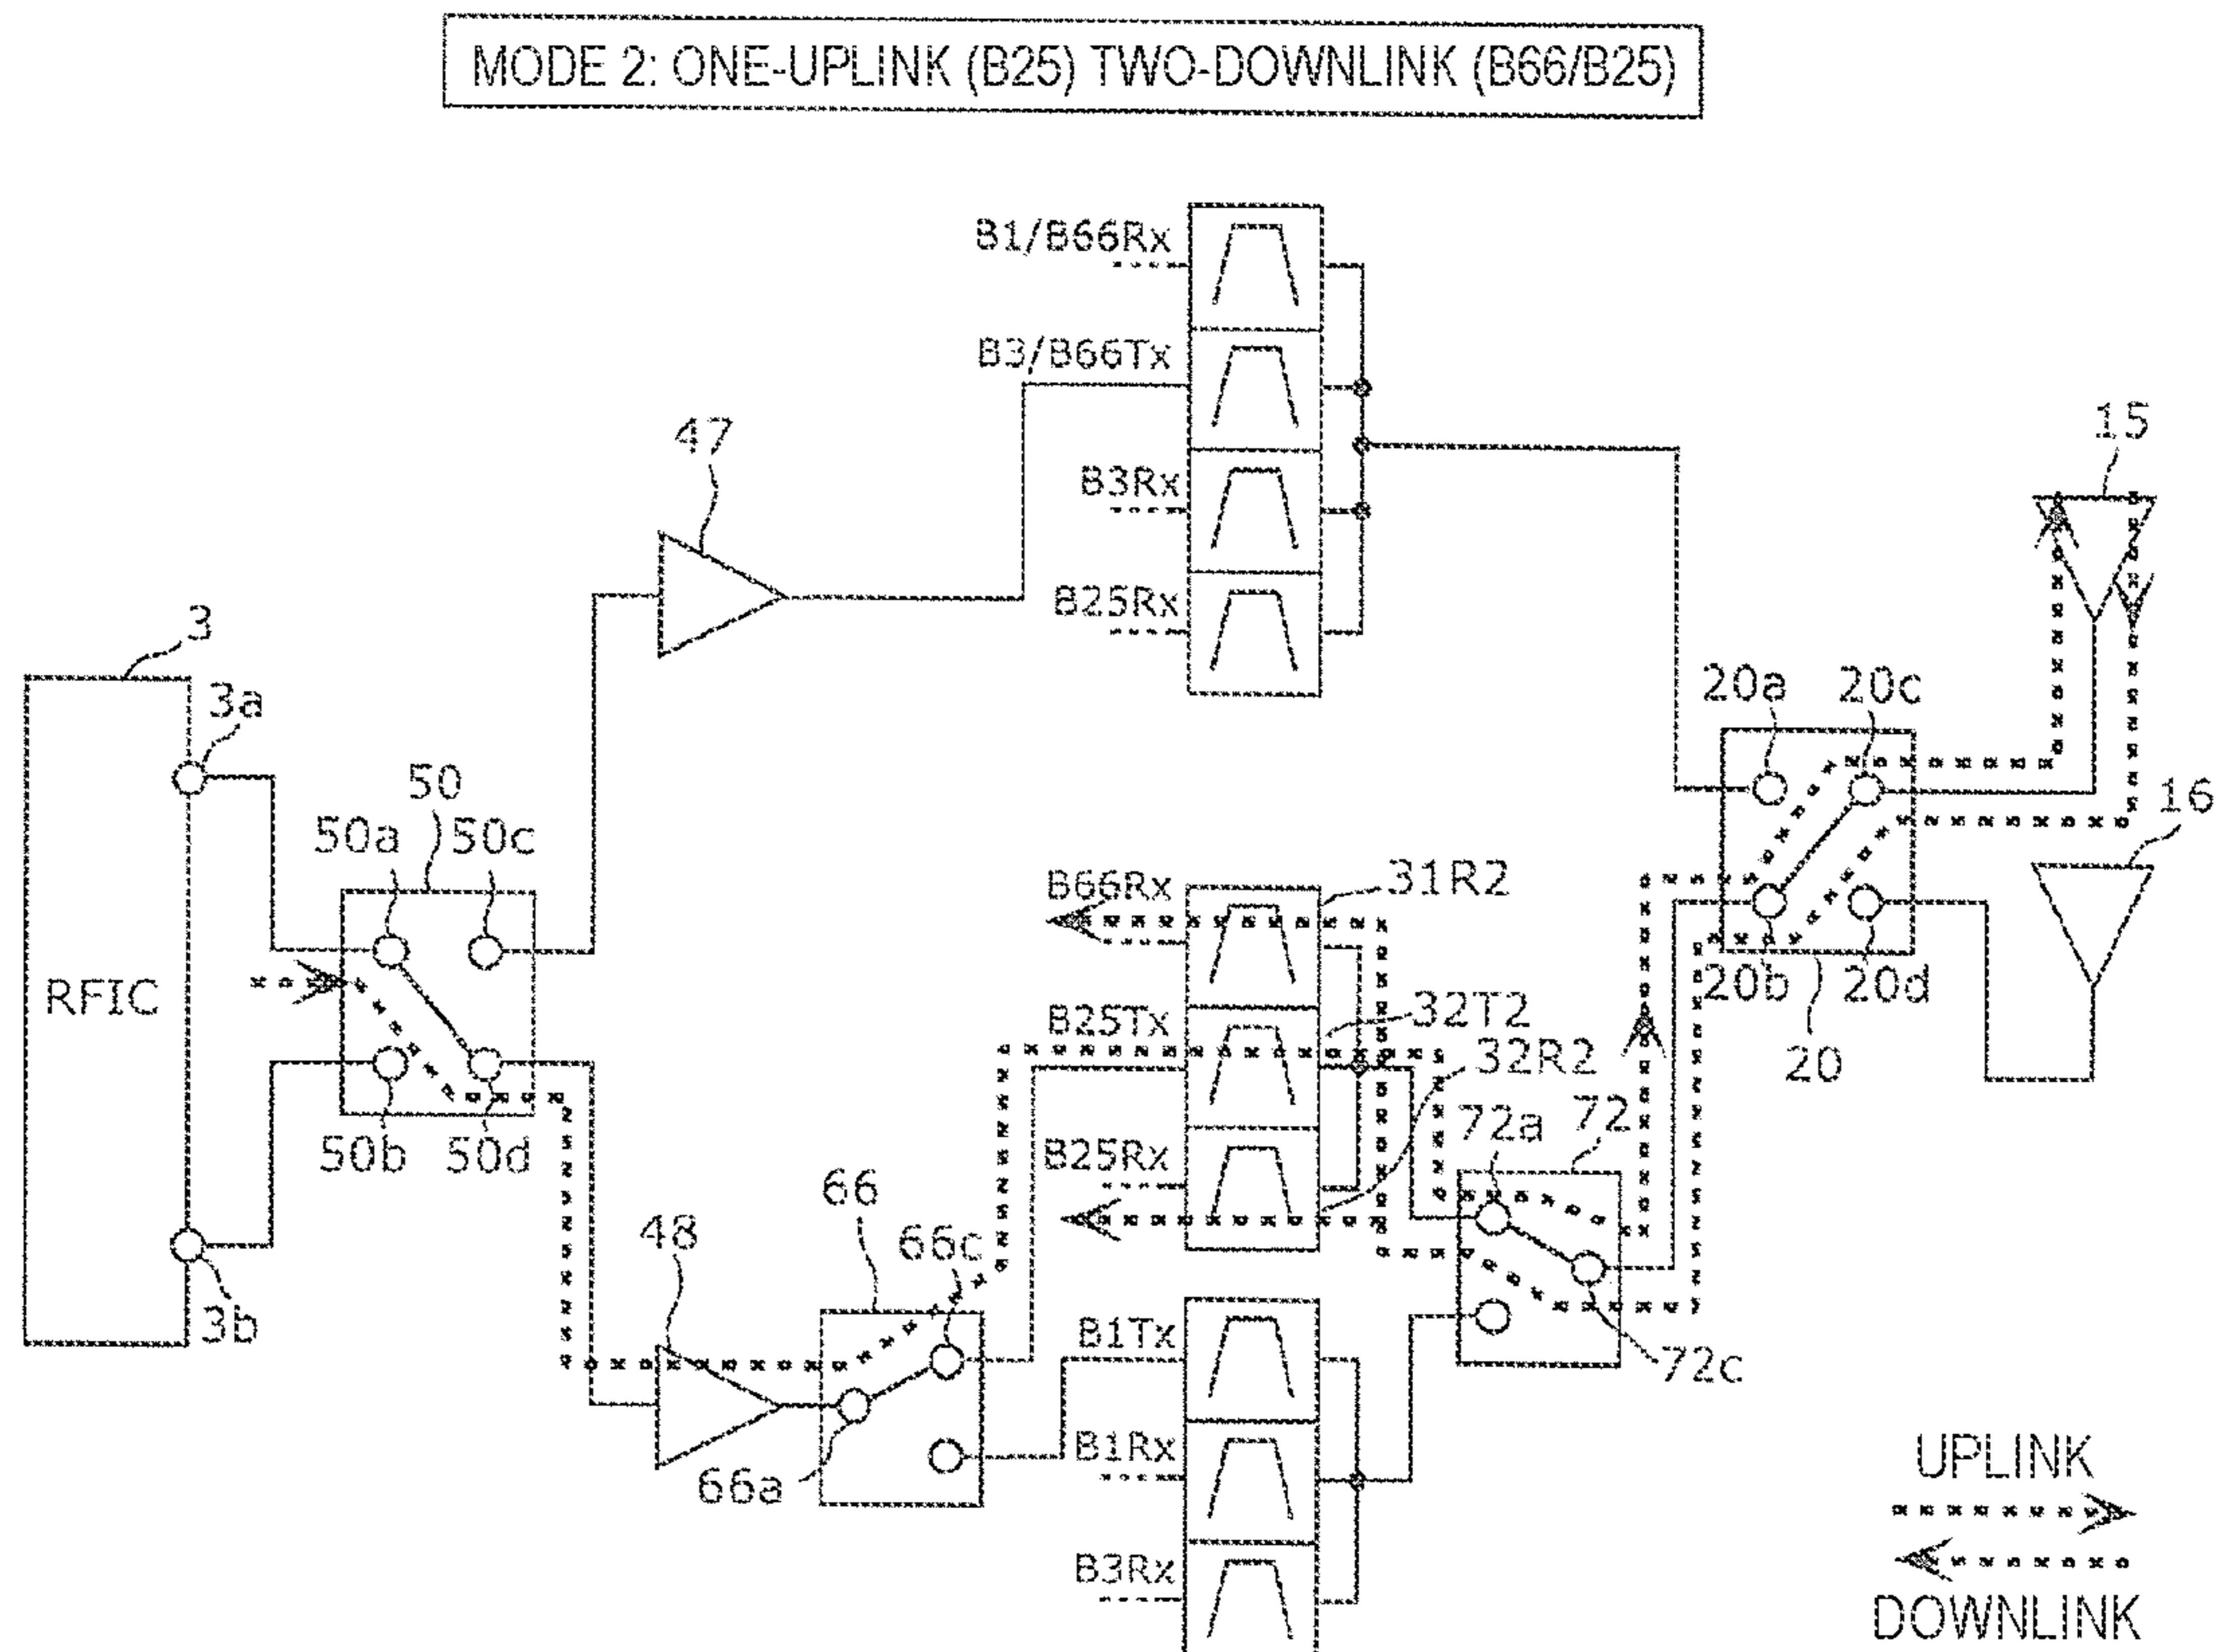 MODE 2: ONE-UPLINK (B25) TWO-DOWNLINK (B66/B25)
B1/B66Rx
B3/B66Tx
47
15
B3Rx
B25Rx
3
3a
20a
20c
50
16
50a
50c
B66Rx
31R2
RFIC
20b
20d
B25Tx
32T2
32R2
20
72a
72
50b
50d
B25Rx
66
48
66c
3b
B1Tx
72c
66a
B1Rx
UPLINK
B3Rx
DOWNLINK